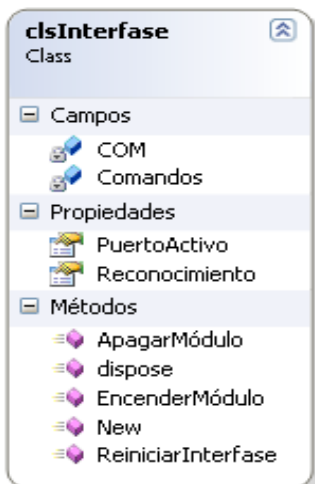 clsInterfase
Class
Campos
COM
Comandos
Propiedades
PuertoActivo
Reconocimiento
Métodos
ApagarMódulo
dispose
EncenderMódulo
New
ReiniciarInterfase